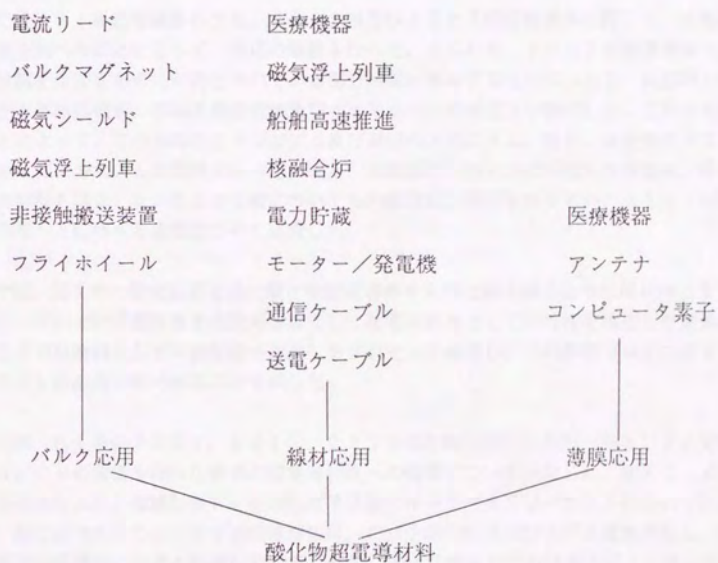 電流リード 医療機器
バルクマグネット 磁気浮上列車
磁気シールド 船舶高速推進
磁気浮上列車 核融合炉
非接触搬送装置 電力貯蔵 医療機器
フライホイール モーター／発電機 アンテナ
通信ケーブル コンピュータ素子
送電ケーブル
バルク応用 線材応用 薄膜応用
酸化物超電導材料